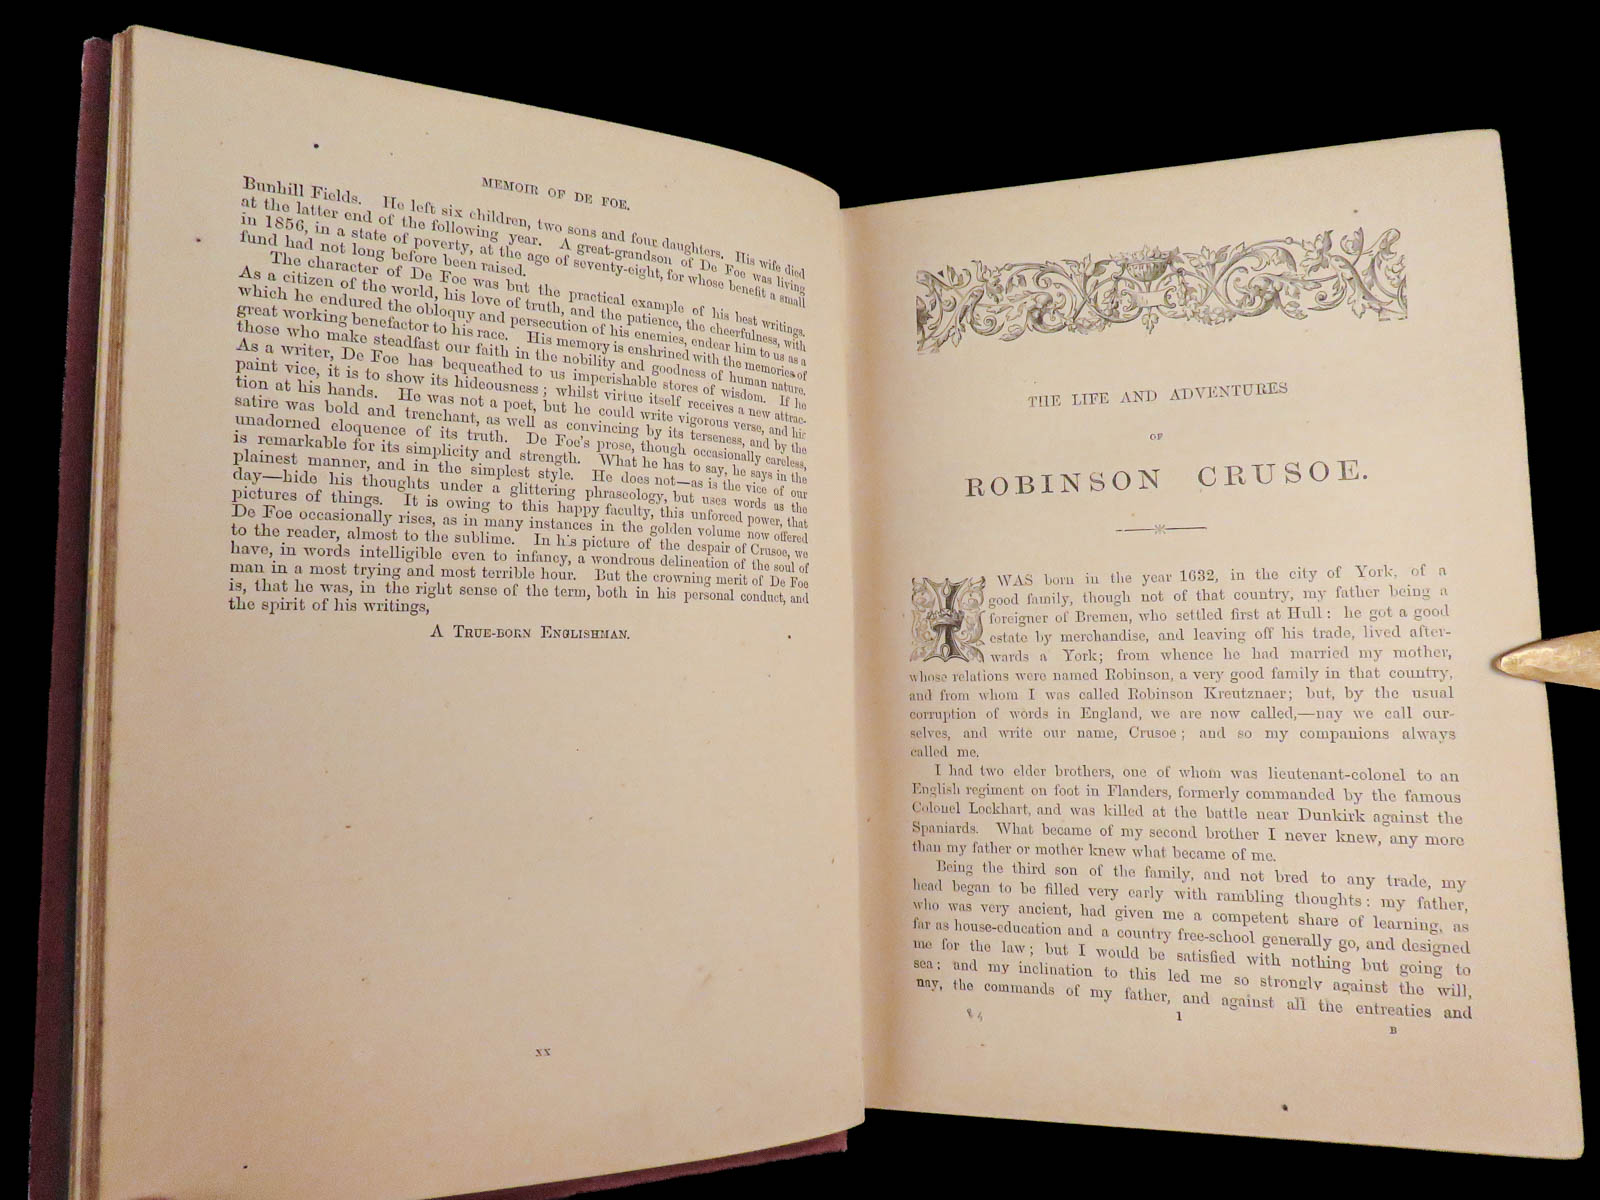 MEMOIR OF DE FOE.
Bunhill Fields. He left six children, two sons and four daughters. His wife died
at the latter end of the following year. A great-grandson of De Foe was living
in 1856, in a state of poverty, at the age of seventy-eight, for whose benefit a small
fund had not long before been raised.
The character of De Foe was but the practical example of his best writings.
As a citizen of the world, his love of truth, and the patience, the cheerfulness, with
which he endured the obloquy and persecution of his enemies, endear him to us as a
great working benefactor to his race. His memory is enshrined with the memories of
those who make steadfast our faith in the nobility and goodness of human nature.
As a writer, De Foe has bequeathed to us imperishable stores of wisdom. If he
paint vice, it is to show its hideousness; whilst virtue itself receives a new attrac-
tion at his hands. He was not a poet, but he could write vigorous verse, and his
satire was bold and trenchant, as well as convincing by its terseness, and by the
unadorned eloquence of its truth. De Foe's prose, though occasionally careless,
is remarkable for its simplicity and strength. What he has to say, he says in the
plainest manner, and in the simplest style. He does not—as is the vice of our
day—hide his thoughts under a glittering phraseology, but uses words as the
pictures of things. It is owing to this happy faculty, this unforced power, that
De Foe occasionally rises, as in many instances in the golden volume now offered
to the reader, almost to the sublime. In his picture of the despair of Crusoe, we
have, in words intelligible even to infancy, a wondrous delineation of the soul of
man in a most trying and most terrible hour. But the crowning merit of De Foe
is, that he was, in the right sense of the term, both in his personal conduct, and
the spirit of his writings,
A TRUE-BORN ENGLISHMAN.
xx
THE LIFE AND ADVENTURES
OF
ROBINSON CRUSOE.
I WAS born in the year 1632, in the city of York, of a
good family, though not of that country, my father being a
foreigner of Bremen, who settled first at Hull: he got a good
estate by merchandise, and leaving off his trade, lived after-
wards a York; from whence he had married my mother,
whose relations were named Robinson, a very good family in that country,
and from whom I was called Robinson Kreutznaer; but, by the usual
corruption of words in England, we are now called,—nay we call our-
selves, and write our name, Crusoe; and so my companions always
called me.
I had two elder brothers, one of whom was lieutenant-colonel to an
English regiment on foot in Flanders, formerly commanded by the famous
Colonel Lockhart, and was killed at the battle near Dunkirk against the
Spaniards. What became of my second brother I never knew, any more
than my father or mother knew what became of me.
Being the third son of the family, and not bred to any trade, my
head began to be filled very early with rambling thoughts: my father,
who was very ancient, had given me a competent share of learning, as
far as house-education and a country free-school generally go, and designed
me for the law; but I would be satisfied with nothing but going to
sea; and my inclination to this led me so strongly against the will,
nay, the commands of my father, and against all the entreaties and
84
1
B